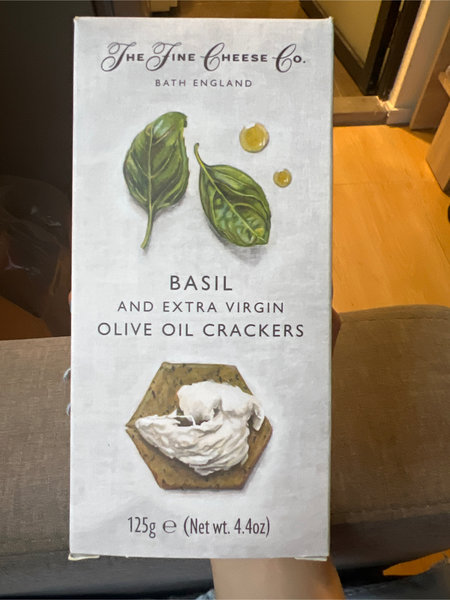 The Fine Cheese Co.
BATH ENGLAND
BASIL
AND EXTRA VIRGIN
OLIVE OIL CRACKERS
125g ℮ (Net wt. 4.4oz)